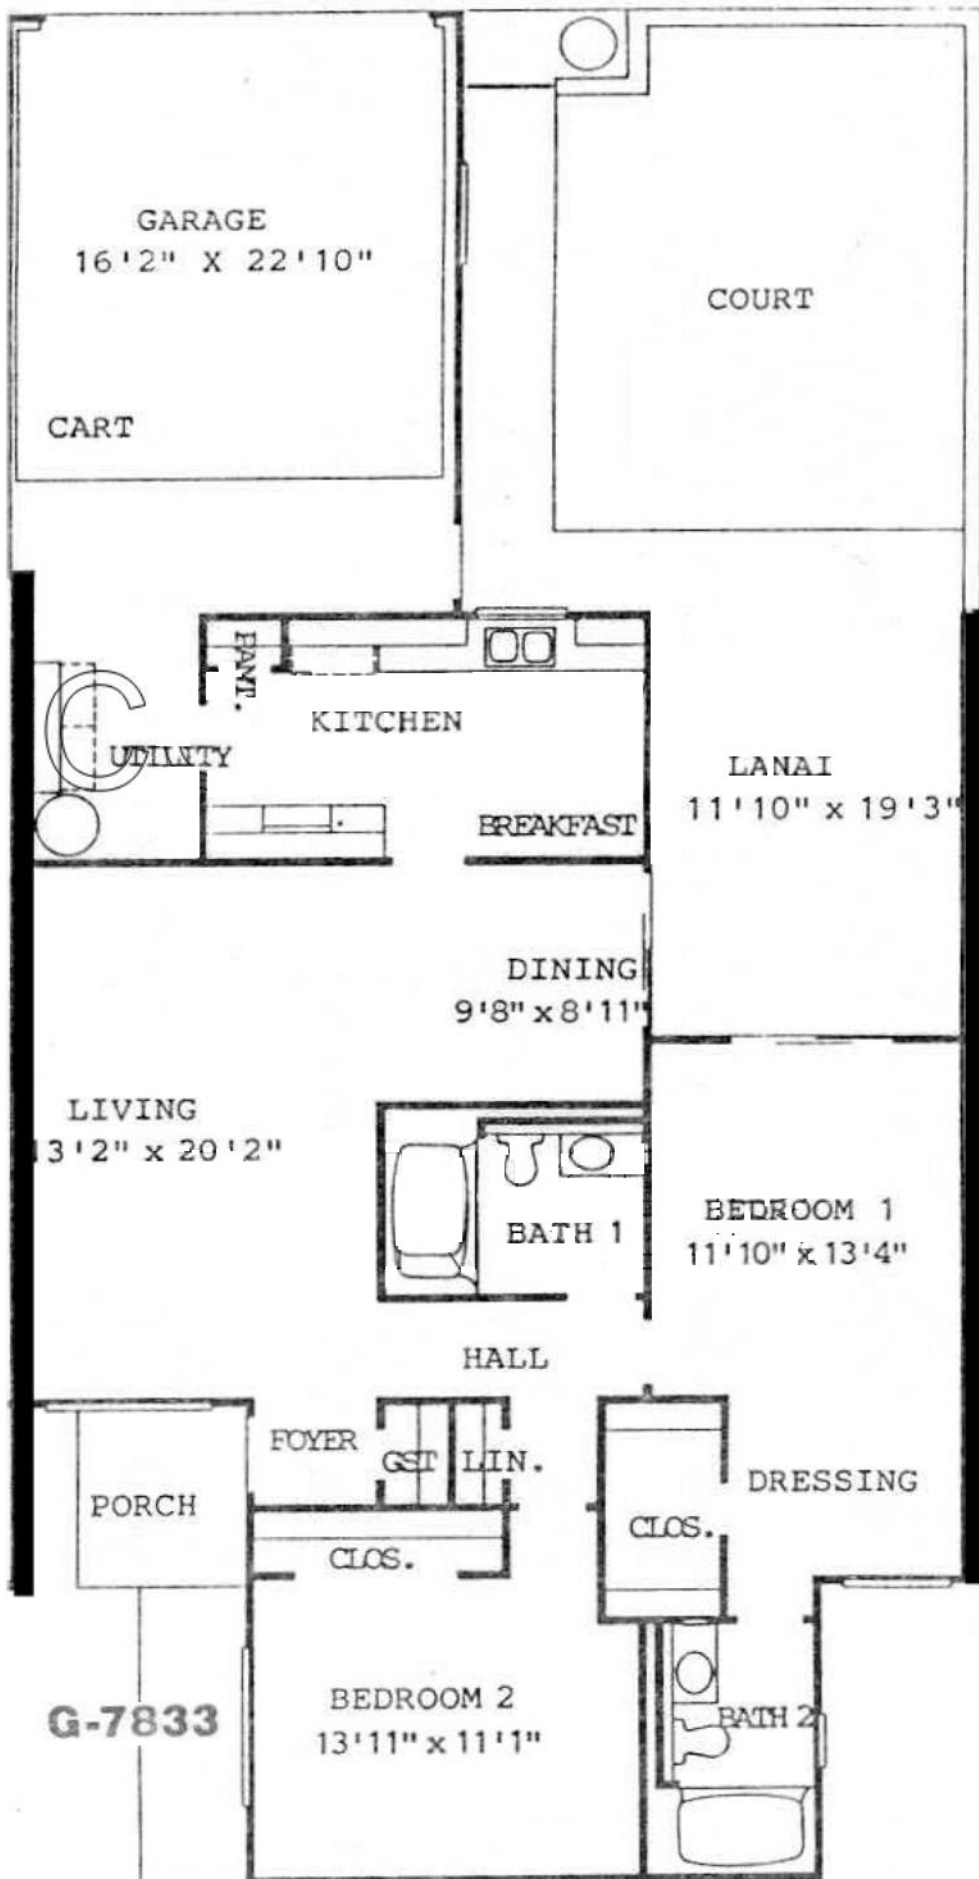 GARAGE
16'2" X 22'10"
COURT
CART
PANT.
KITCHEN
C
UTILITY
LANAI
11'10" x 19'3"
BREAKFAST
DINING
9'8" x 8'11"
LIVING
13'2" x 20'2"
BATH 1
BEDROOM 1
11'10" x 13'4"
HALL
FOYER
GST
LIN.
DRESSING
PORCH
CLOS.
CLOS.
BEDROOM 2
13'11" x 11'1"
G-7833
BATH 2